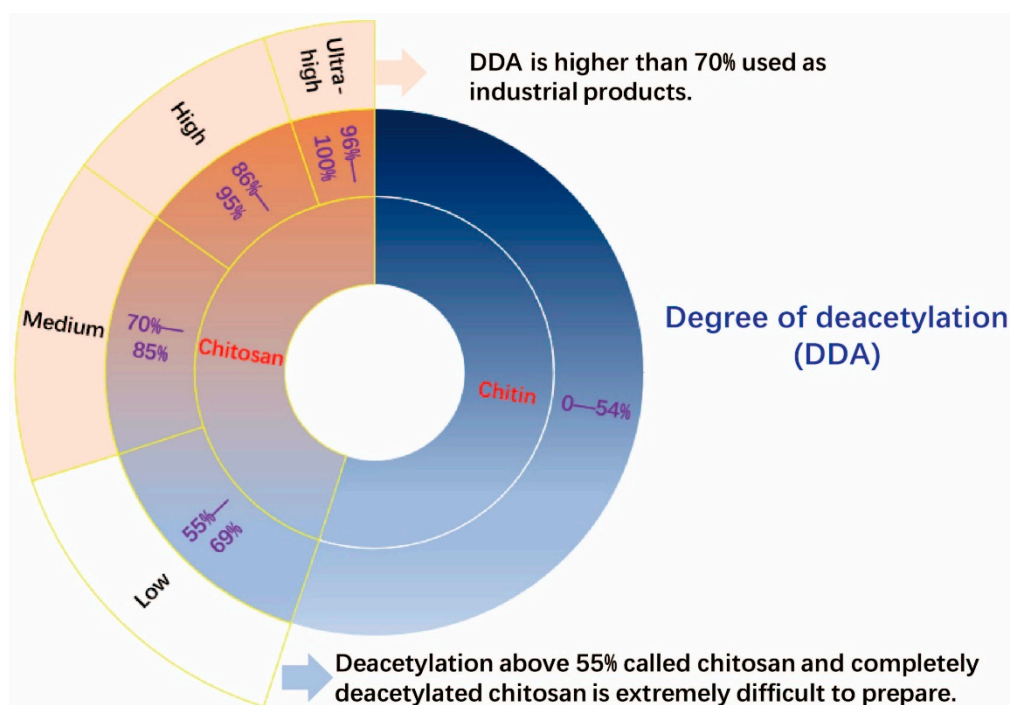 Ultra-
high
DDA is higher than 70% used as
industrial products.
High
96%—
100%
86%—
95%
Medium
70%—
85%
Chitosan
Degree of deacetylation
(DDA)
Chitin
0—54%
55%—
69%
Low
Deacetylation above 55% called chitosan and completely
deacetylated chitosan is extremely difficult to prepare.